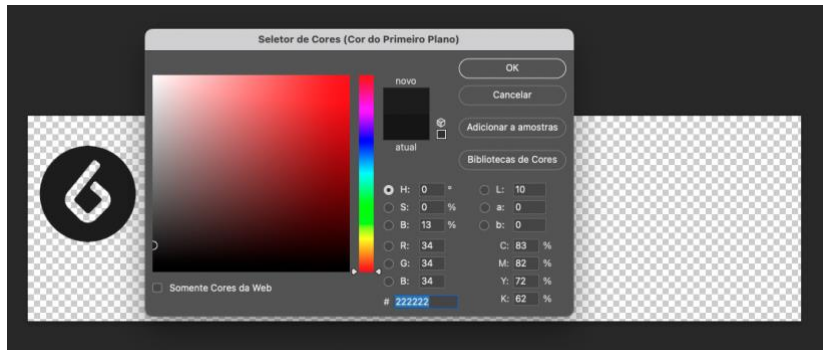 Seletor de Cores (Cor do Primeiro Plano)
novo
atual
OK
Cancelar
Adicionar a amostras
Bibliotecas de Cores
H: 0 °
S: 0 %
B: 13 %
R: 34
G: 34
B: 34
# 222222
L: 10
a: 0
b: 0
C: 83 %
M: 82 %
Y: 72 %
K: 62 %
Somente Cores da Web
6